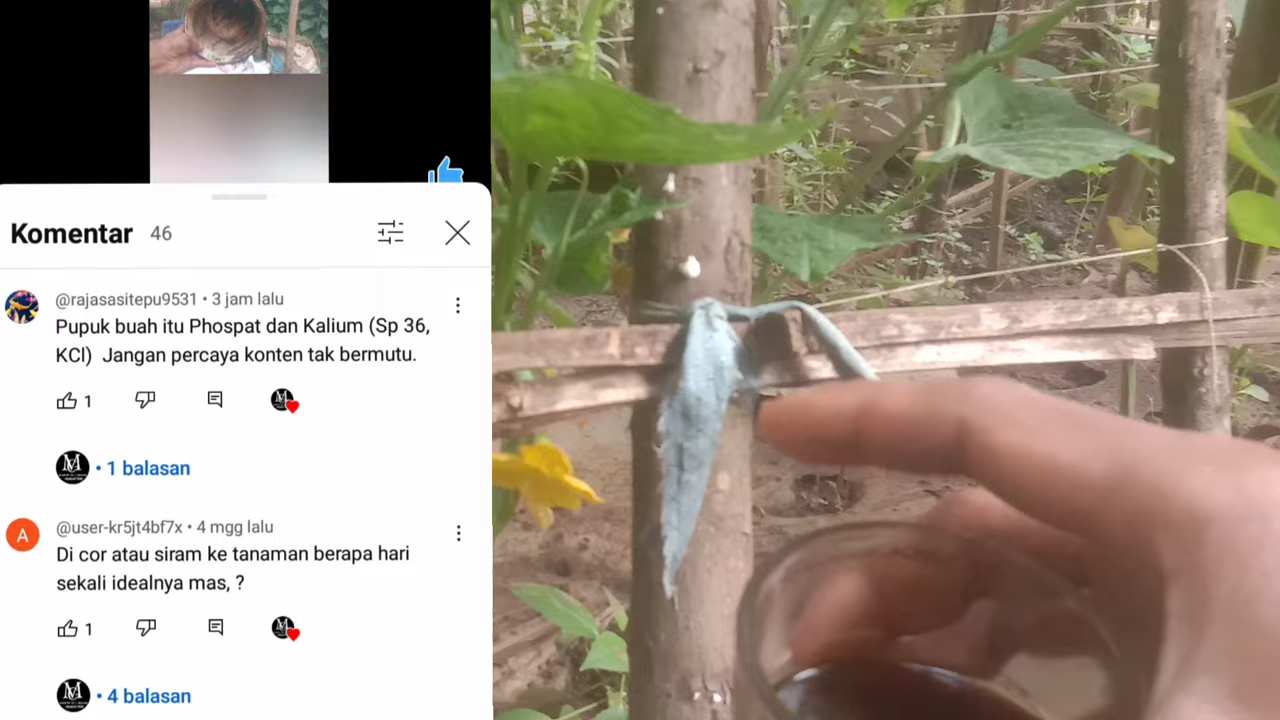 Komentar 46
@rajasasitepu9531 • 3 jam lalu
Pupuk buah itu Phospat dan Kalium (Sp 36,
KCl) Jangan percaya konten tak bermutu.
1
• 1 balasan
A
@user-kr5jt4bf7x • 4 mgg lalu
Di cor atau siram ke tanaman berapa hari
sekali idealnya mas, ?
1
• 4 balasan